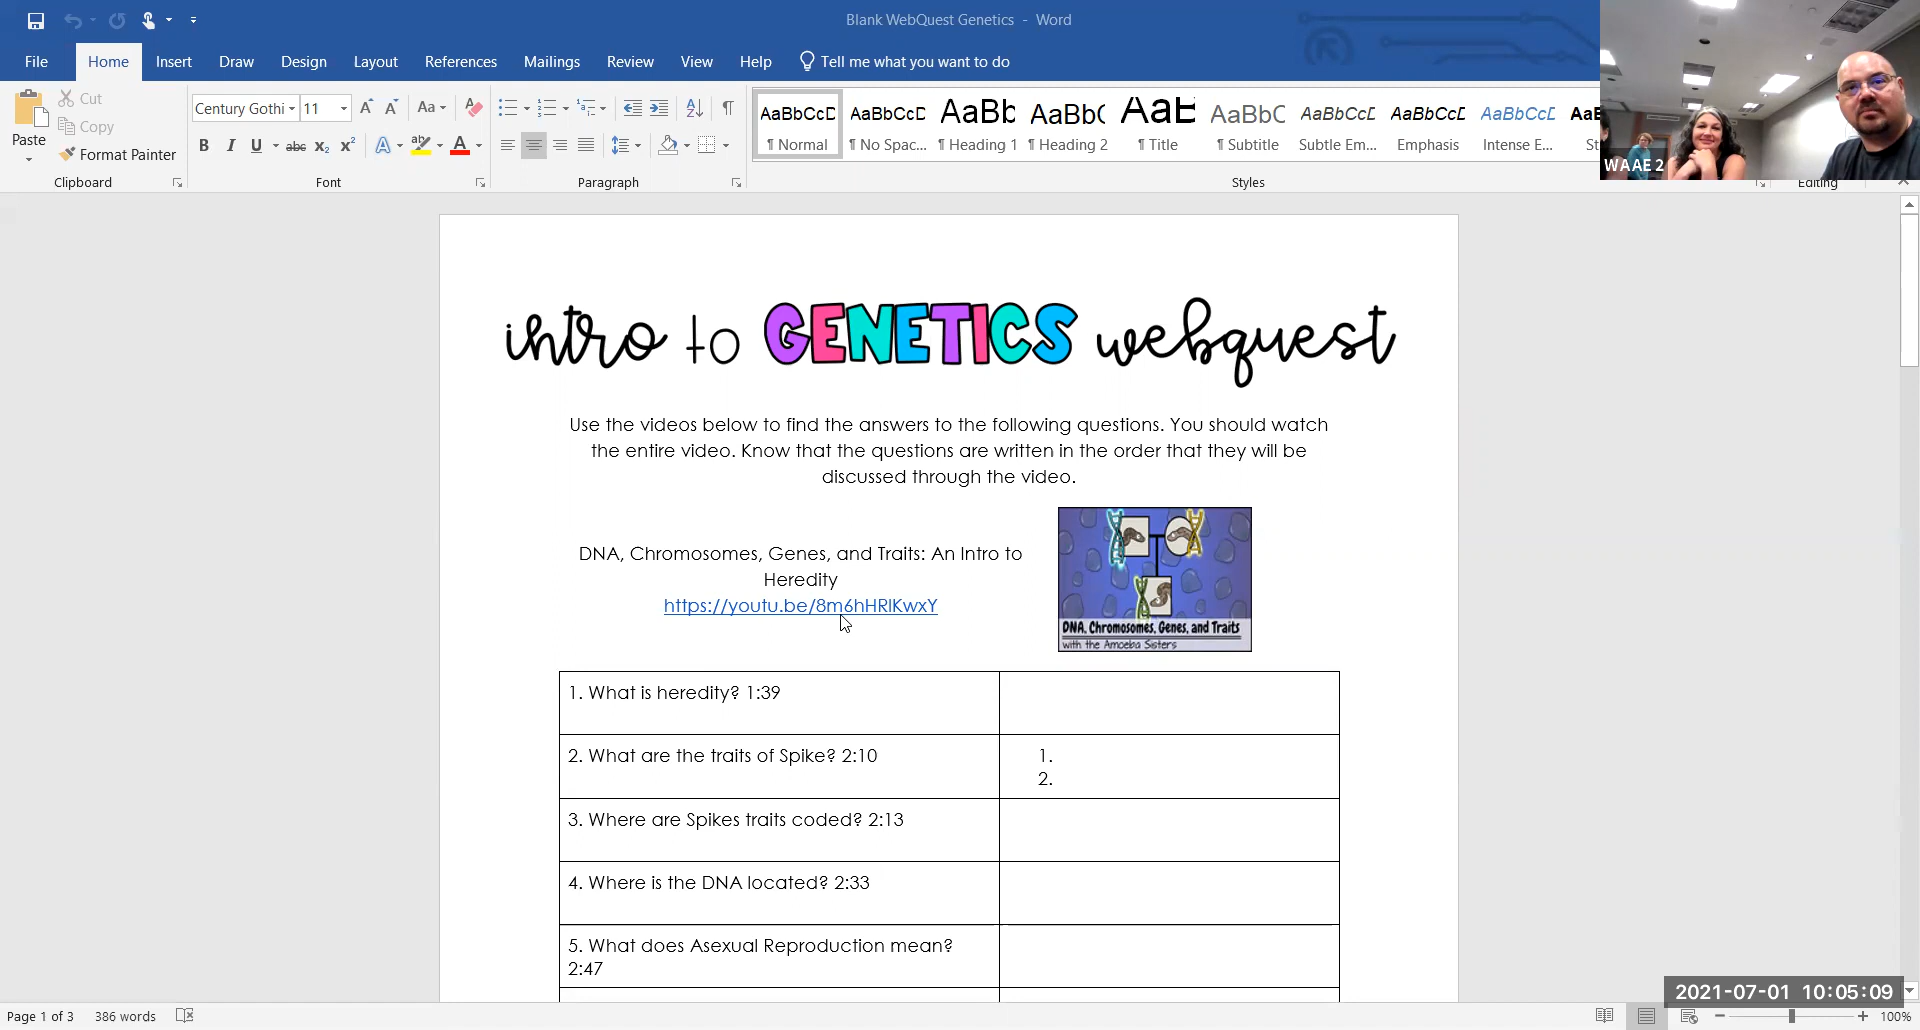 Blank WebQuest Genetics - Word
File Home Insert Draw Design Layout References Mailings Review View Help Tell me what you want to do
Cut
Copy
Paste
Format Painter
Clipboard
Century Gothi 11
Aa
B I U abc x₂ x²
Font
Paragraph
AaBbCcD AaBbCcD AaBb AaBb( AaB AaBbC AaBbCcD AaBbCcD AaBbCcD
¶ Normal ¶ No Spac... ¶ Heading 1 ¶ Heading 2 ¶ Title Subtitle Subtle Em... Emphasis Intense E...
Styles
Editing
WAAE 2
intro to GENETICS webquest
Use the videos below to find the answers to the following questions. You should watch
the entire video. Know that the questions are written in the order that they will be
discussed through the video.
DNA, Chromosomes, Genes, and Traits: An Intro to
Heredity
https://youtu.be/8m6hHRlKwxY
DNA, Chromosomes, Genes, and Traits
with the Amoeba Sisters
1. What is heredity? 1:39
2. What are the traits of Spike? 2:10
1.
2.
3. Where are Spikes traits coded? 2:13
4. Where is the DNA located? 2:33
5. What does Asexual Reproduction mean?
2:47
2021-07-01 10:05:09
Page 1 of 3 386 words
100%